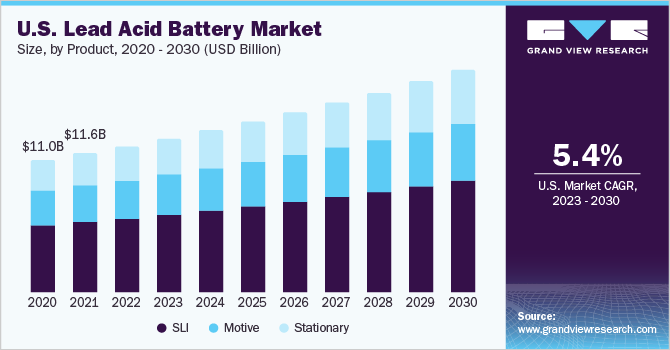 U.S. Lead Acid Battery Market
Size, by Product, 2020 - 2030 (USD Billion)
$11.0B
$11.6B
2020 2021 2022 2023 2024 2025 2026 2027 2028 2029 2030
SLI Motive Stationary
GRAND VIEW RESEARCH
5.4%
U.S. Market CAGR,
2023 - 2030
Source:
www.grandviewresearch.com